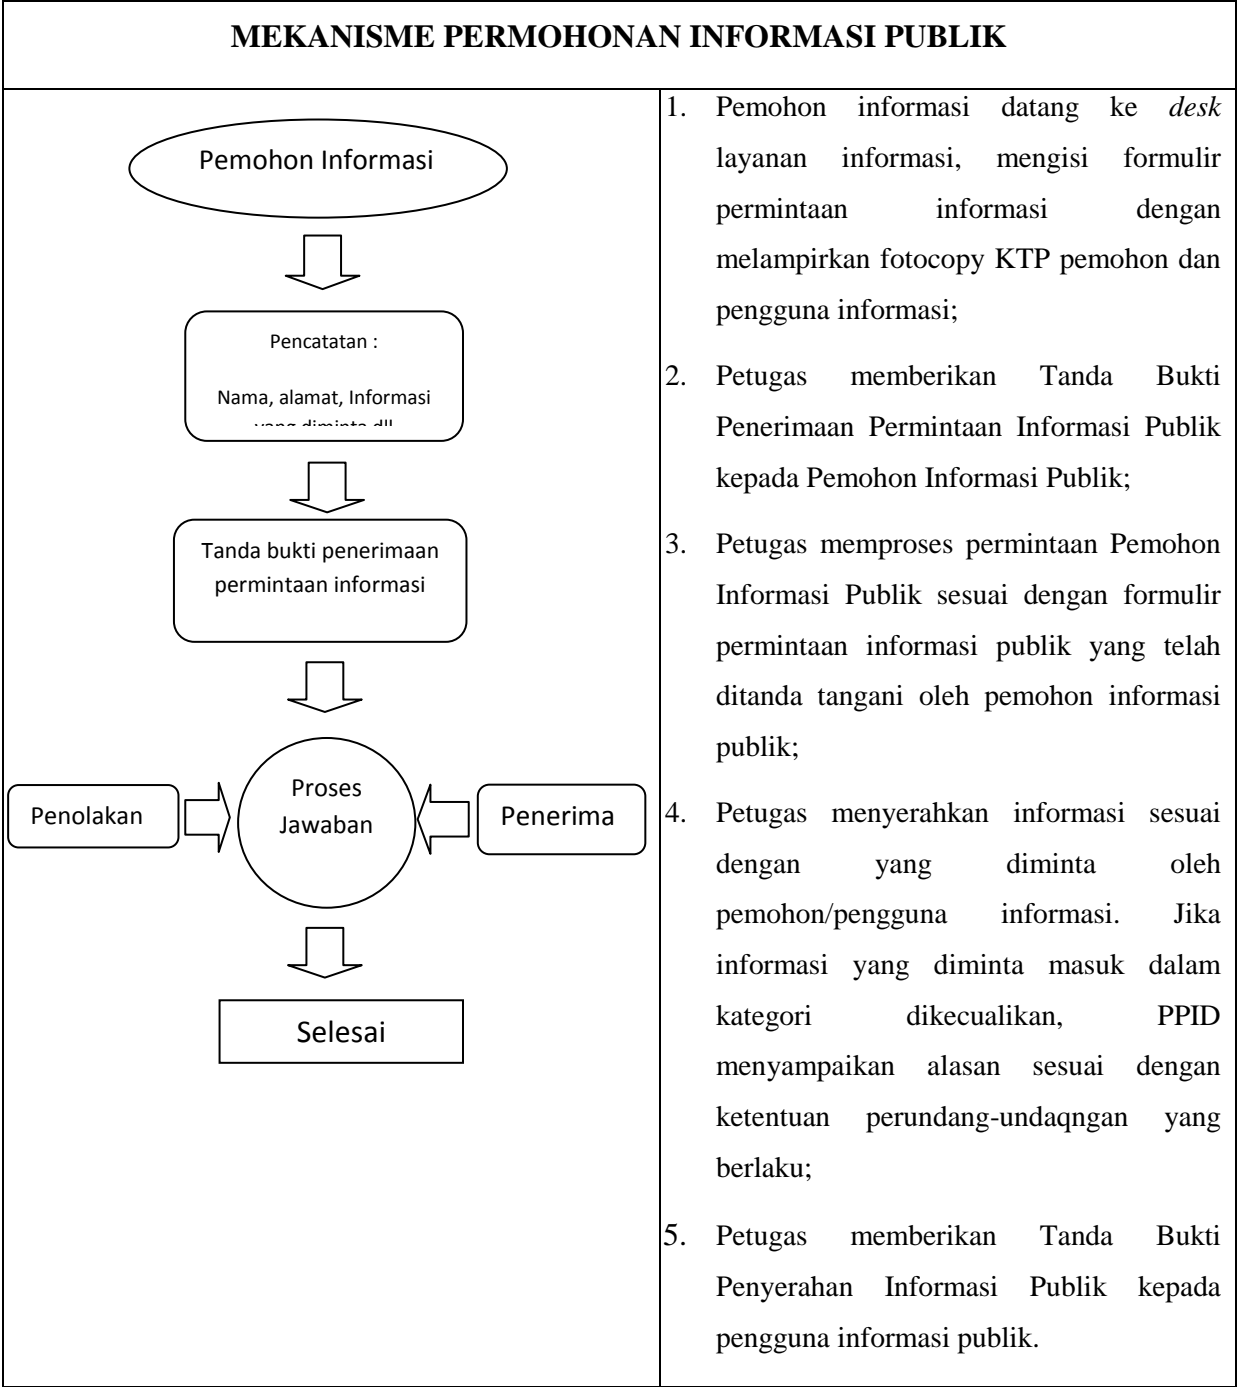 MEKANISME PERMOHONAN INFORMASI PUBLIK
Pemohon Informasi
Pencatatan :
Nama, alamat, Informasi
yang diminta dll
Tanda bukti penerimaan
permintaan informasi
Proses
Jawaban
Penolakan
Penerima
Selesai
1. Pemohon informasi datang ke desk
layanan informasi, mengisi formulir
permintaan informasi dengan
melampirkan fotocopy KTP pemohon dan
pengguna informasi;
2. Petugas memberikan Tanda Bukti
Penerimaan Permintaan Informasi Publik
kepada Pemohon Informasi Publik;
3. Petugas memproses permintaan Pemohon
Informasi Publik sesuai dengan formulir
permintaan informasi publik yang telah
ditanda tangani oleh pemohon informasi
publik;
4. Petugas menyerahkan informasi sesuai
dengan yang diminta oleh
pemohon/pengguna informasi. Jika
informasi yang diminta masuk dalam
kategori dikecualikan, PPID
menyampaikan alasan sesuai dengan
ketentuan perundang-undaqngan yang
berlaku;
5. Petugas memberikan Tanda Bukti
Penyerahan Informasi Publik kepada
pengguna informasi publik.